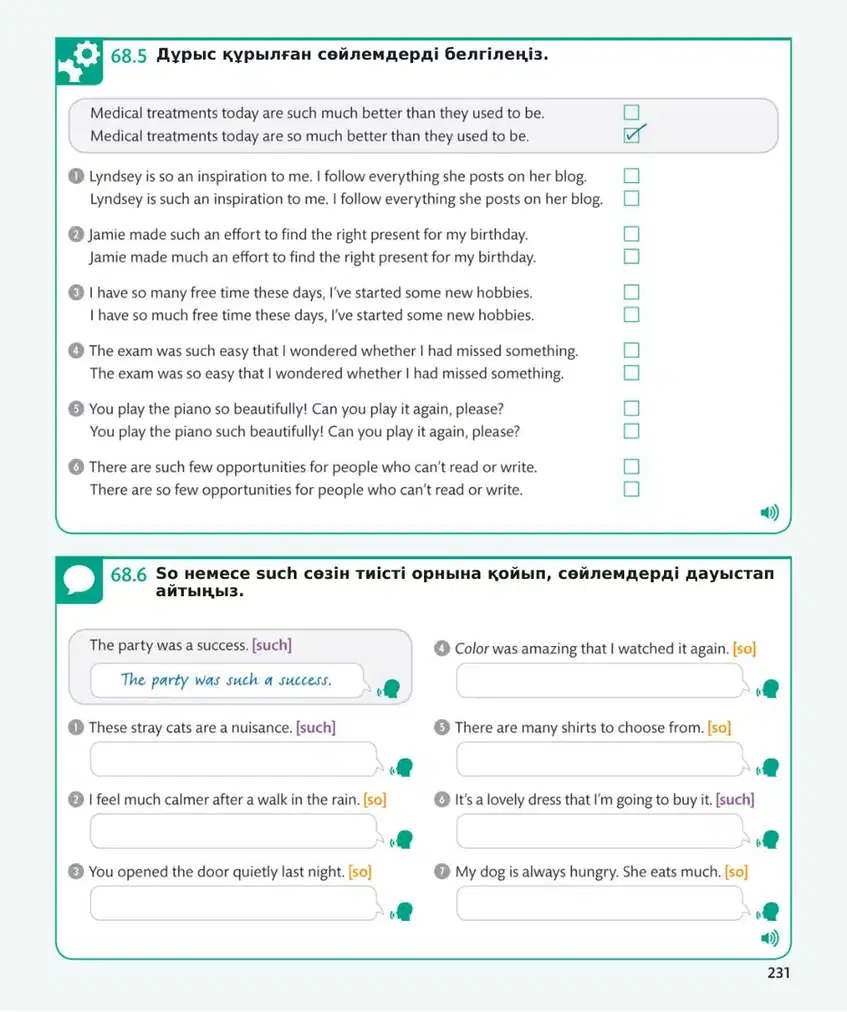 68.5 Дұрыс құрылған сөйлемдерді белгілеңіз.
Medical treatments today are such much better than they used to be.
Medical treatments today are so much better than they used to be.
1 Lyndsey is so an inspiration to me. I follow everything she posts on her blog.
Lyndsey is such an inspiration to me. I follow everything she posts on her blog.
2 Jamie made such an effort to find the right present for my birthday.
Jamie made much an effort to find the right present for my birthday.
3 I have so many free time these days, I've started some new hobbies.
I have so much free time these days, I've started some new hobbies.
4 The exam was such easy that I wondered whether I had missed something.
The exam was so easy that I wondered whether I had missed something.
5 You play the piano so beautifully! Can you play it again, please?
You play the piano such beautifully! Can you play it again, please?
6 There are such few opportunities for people who can't read or write.
There are so few opportunities for people who can't read or write.
68.6 So немесе such сөзін тиісті орнына қойып, сөйлемдерді дауыстап
айтыңыз.
The party was a success. [such]
The party was such a success.
1 These stray cats are a nuisance. [such]
2 I feel much calmer after a walk in the rain. [so]
3 You opened the door quietly last night. [so]
4 Color was amazing that I watched it again. [so]
5 There are many shirts to choose from. [so]
6 It's a lovely dress that I'm going to buy it. [such]
7 My dog is always hungry. She eats much. [so]
231